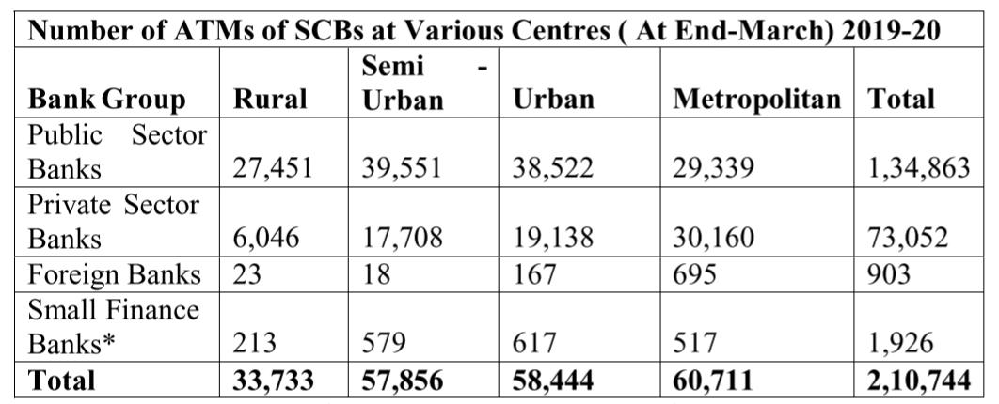 Number of ATMs of SCBs at Various Centres ( At End-March) 2019-20
Bank Group Rural Semi - Urban Urban Metropolitan Total
Public Sector Banks 27,451 39,551 38,522 29,339 1,34,863
Private Sector Banks 6,046 17,708 19,138 30,160 73,052
Foreign Banks 23 18 167 695 903
Small Finance Banks* 213 579 617 517 1,926
Total 33,733 57,856 58,444 60,711 2,10,744